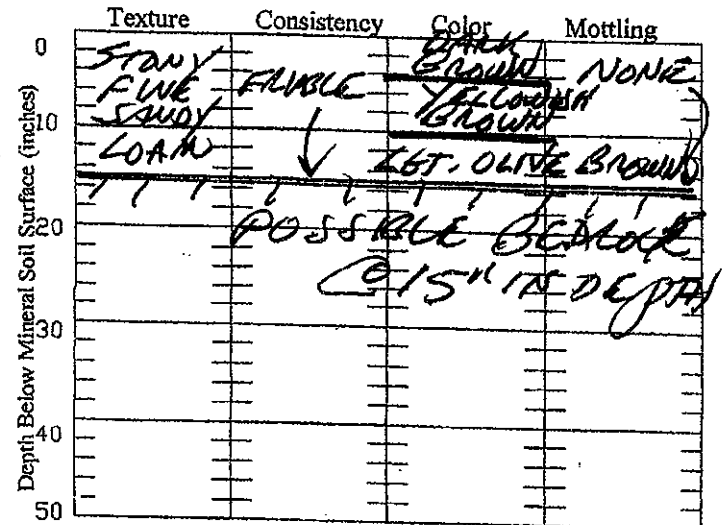 Texture Consistency Color Mottling
Depth Below Mineral Soil Surface (inches)
0
10
20
30
40
50
STONY
FINE
SANDY
LOAM
FRIABLE
DARK
BROWN
YELLOWISH
BROWN
LGT. OLIVE BROWN
NONE
POSSIBLE BEDROCK
@ 15" IN DEPTH